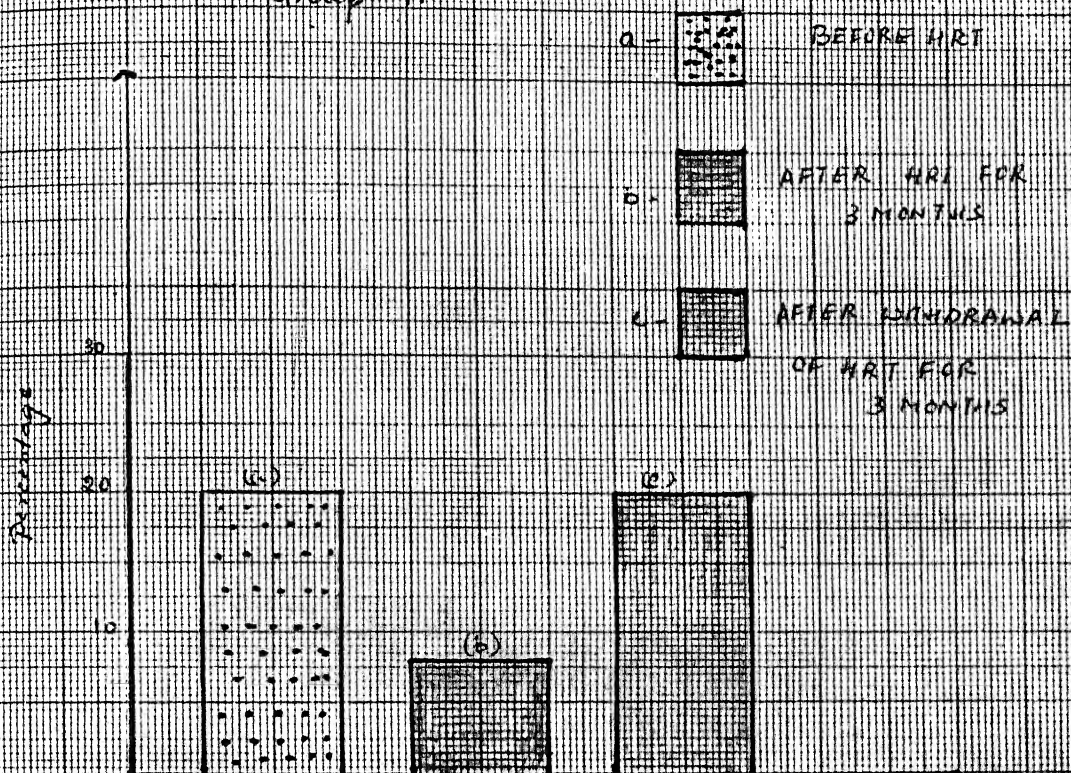 a - BEFORE HRT
b - AFTER HRT FOR
3 MONTHS
c - AFTER WITHDRAWAL
OF HRT FOR
3 MONTHS
30
Percentage
20
(a)
(c)
10
(b)